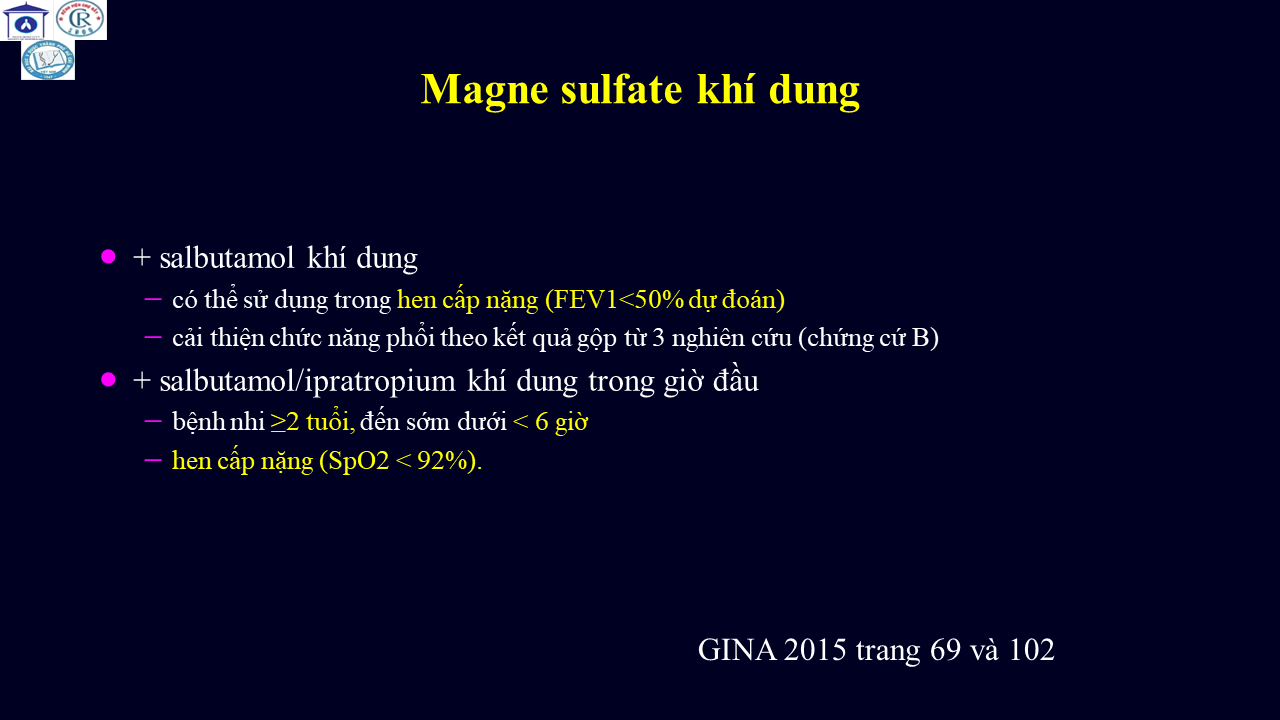 Magne sulfate khí dung
+ salbutamol khí dung
– có thể sử dụng trong hen cấp nặng (FEV1<50% dự đoán)
– cải thiện chức năng phổi theo kết quả gộp từ 3 nghiên cứu (chứng cứ B)
+ salbutamol/ipratropium khí dung trong giờ đầu
– bệnh nhi ≥2 tuổi, đến sớm dưới < 6 giờ
– hen cấp nặng (SpO2 < 92%).
GINA 2015 trang 69 và 102